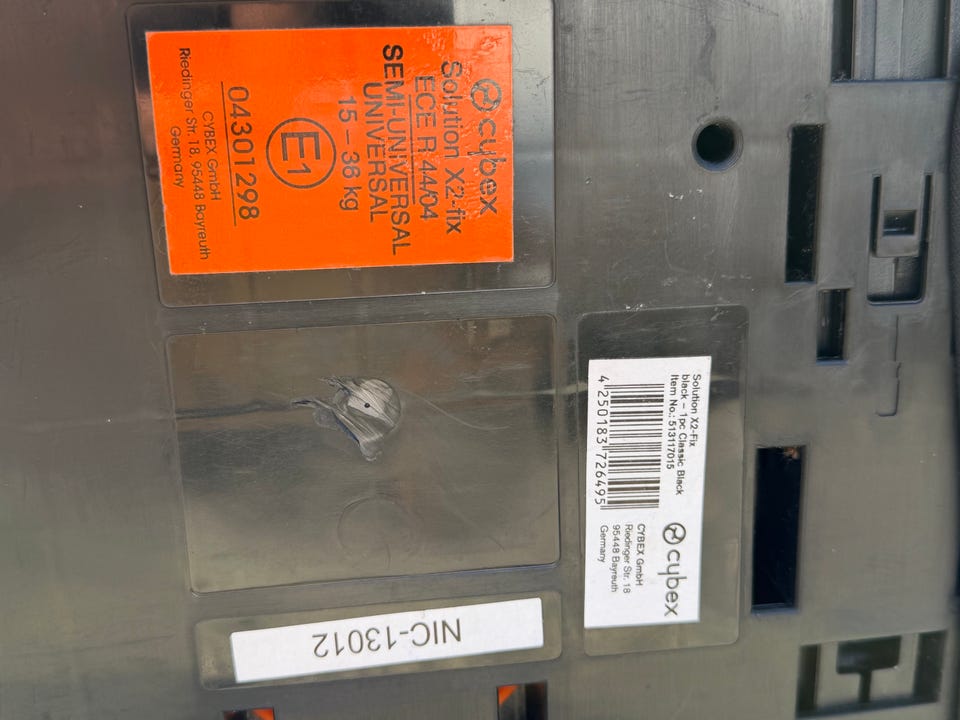 cybex
Solution X2-fix
ECE R 44/04
SEMI-UNIVERSAL
UNIVERSAL
15 – 36 kg
E1
04301298
CYBEX GmbH
Riedinger Str. 18, 95448 Bayreuth
Germany
Solution X2-Fix
black – 1pc Classic Black
Item No.: 513117015
4 250183 726495
cybex
CYBEX GmbH
Riedinger Str. 18
95448 Bayreuth
Germany
NIC-13012